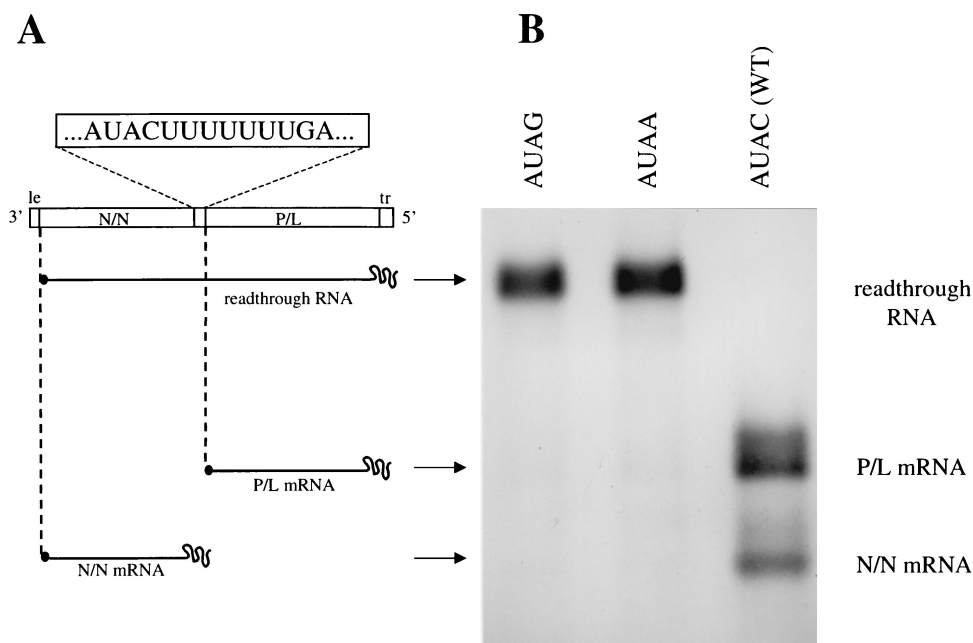 A
...AUACUUUUUUUGA...
le
tr
3' N/N P/L 5'
readthrough RNA
P/L mRNA
N/N mRNA
B
AUAG
AUAA
AUAC (WT)
readthrough
RNA
P/L mRNA
N/N mRNA